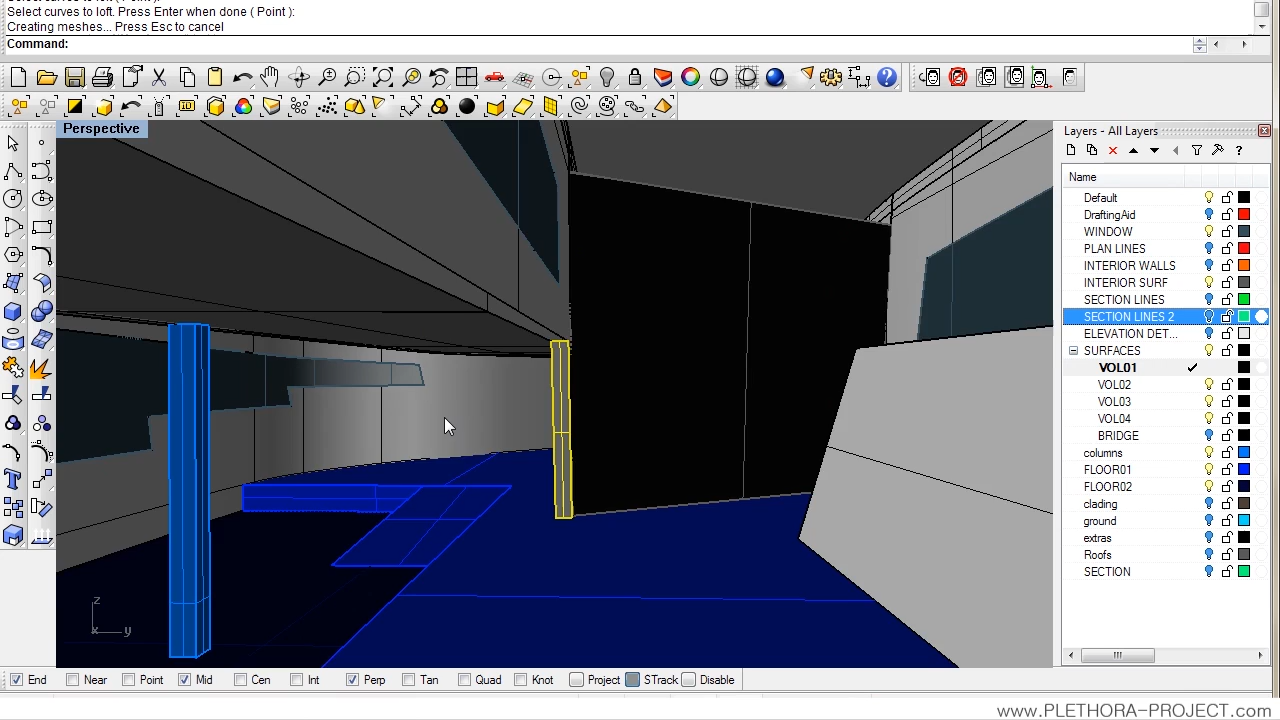 Select curves to loft. Press Enter when done ( Point ):
Creating meshes... Press Esc to cancel
Command:
Perspective
Layers - All Layers
Name
Default
DraftingAid
WINDOW
PLAN LINES
INTERIOR WALLS
INTERIOR SURF
SECTION LINES
SECTION LINES 2
ELEVATION DET...
SURFACES
VOL01
VOL02
VOL03
VOL04
BRIDGE
columns
FLOOR01
FLOOR02
clading
ground
extras
Roofs
SECTION
z
x y
End Near Point Mid Cen Int Perp Tan Quad Knot Project STrack Disable
www.PLETHORA-PROJECT.com